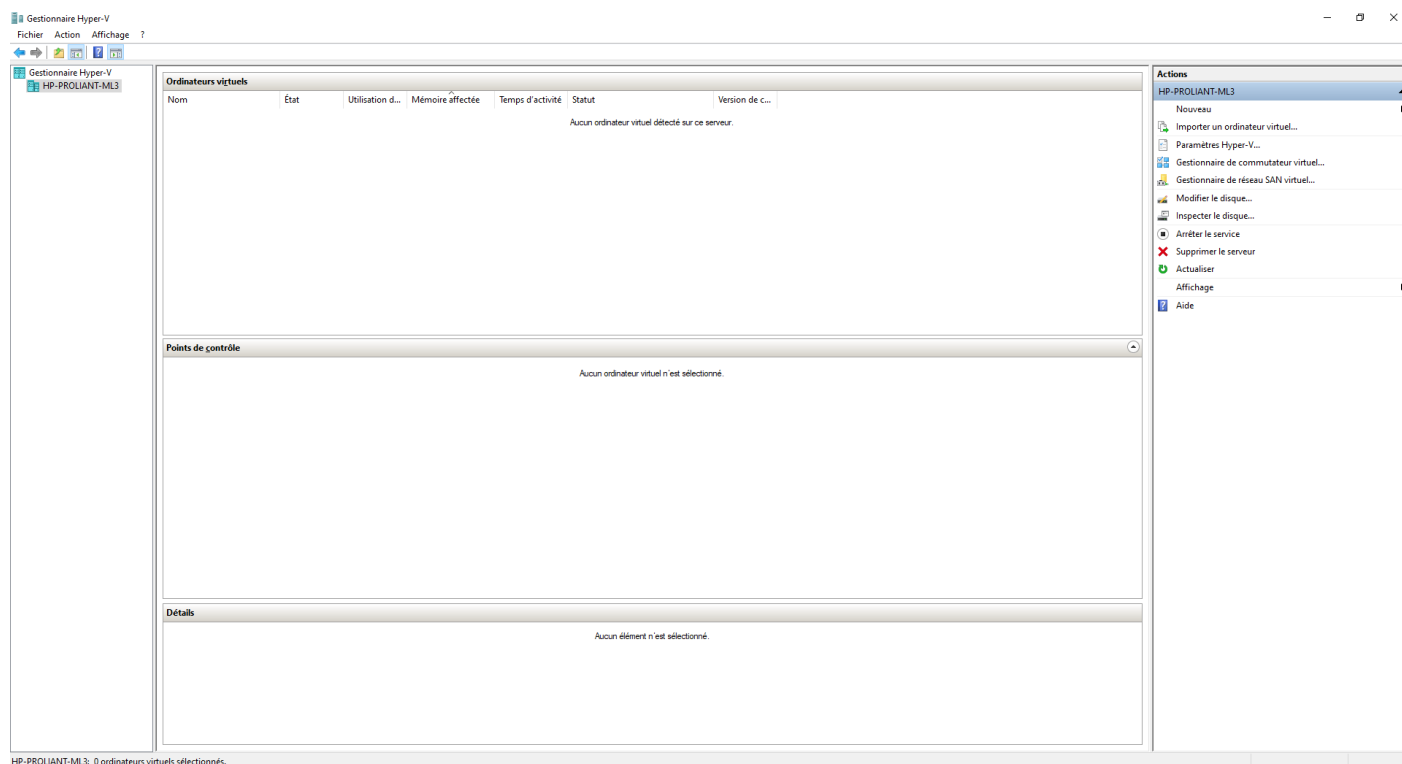 Gestionnaire Hyper-V
Fichier Action Affichage ?
Gestionnaire Hyper-V
HP-PROLIANT-ML3
Ordinateurs virtuels
Nom État Utilisation d... Mémoire affectée Temps d'activité Statut Version de c...
Aucun ordinateur virtuel détecté sur ce serveur.
Points de contrôle
Aucun ordinateur virtuel n'est sélectionné.
Détails
Aucun élément n'est sélectionné.
Actions
HP-PROLIANT-ML3
Nouveau
Importer un ordinateur virtuel...
Paramètres Hyper-V...
Gestionnaire de commutateur virtuel...
Gestionnaire de réseau SAN virtuel...
Modifier le disque...
Inspecter le disque...
Arrêter le service
Supprimer le serveur
Actualiser
Affichage
Aide
HP-PROLIANT-ML3: 0 ordinateurs virtuels sélectionnés.